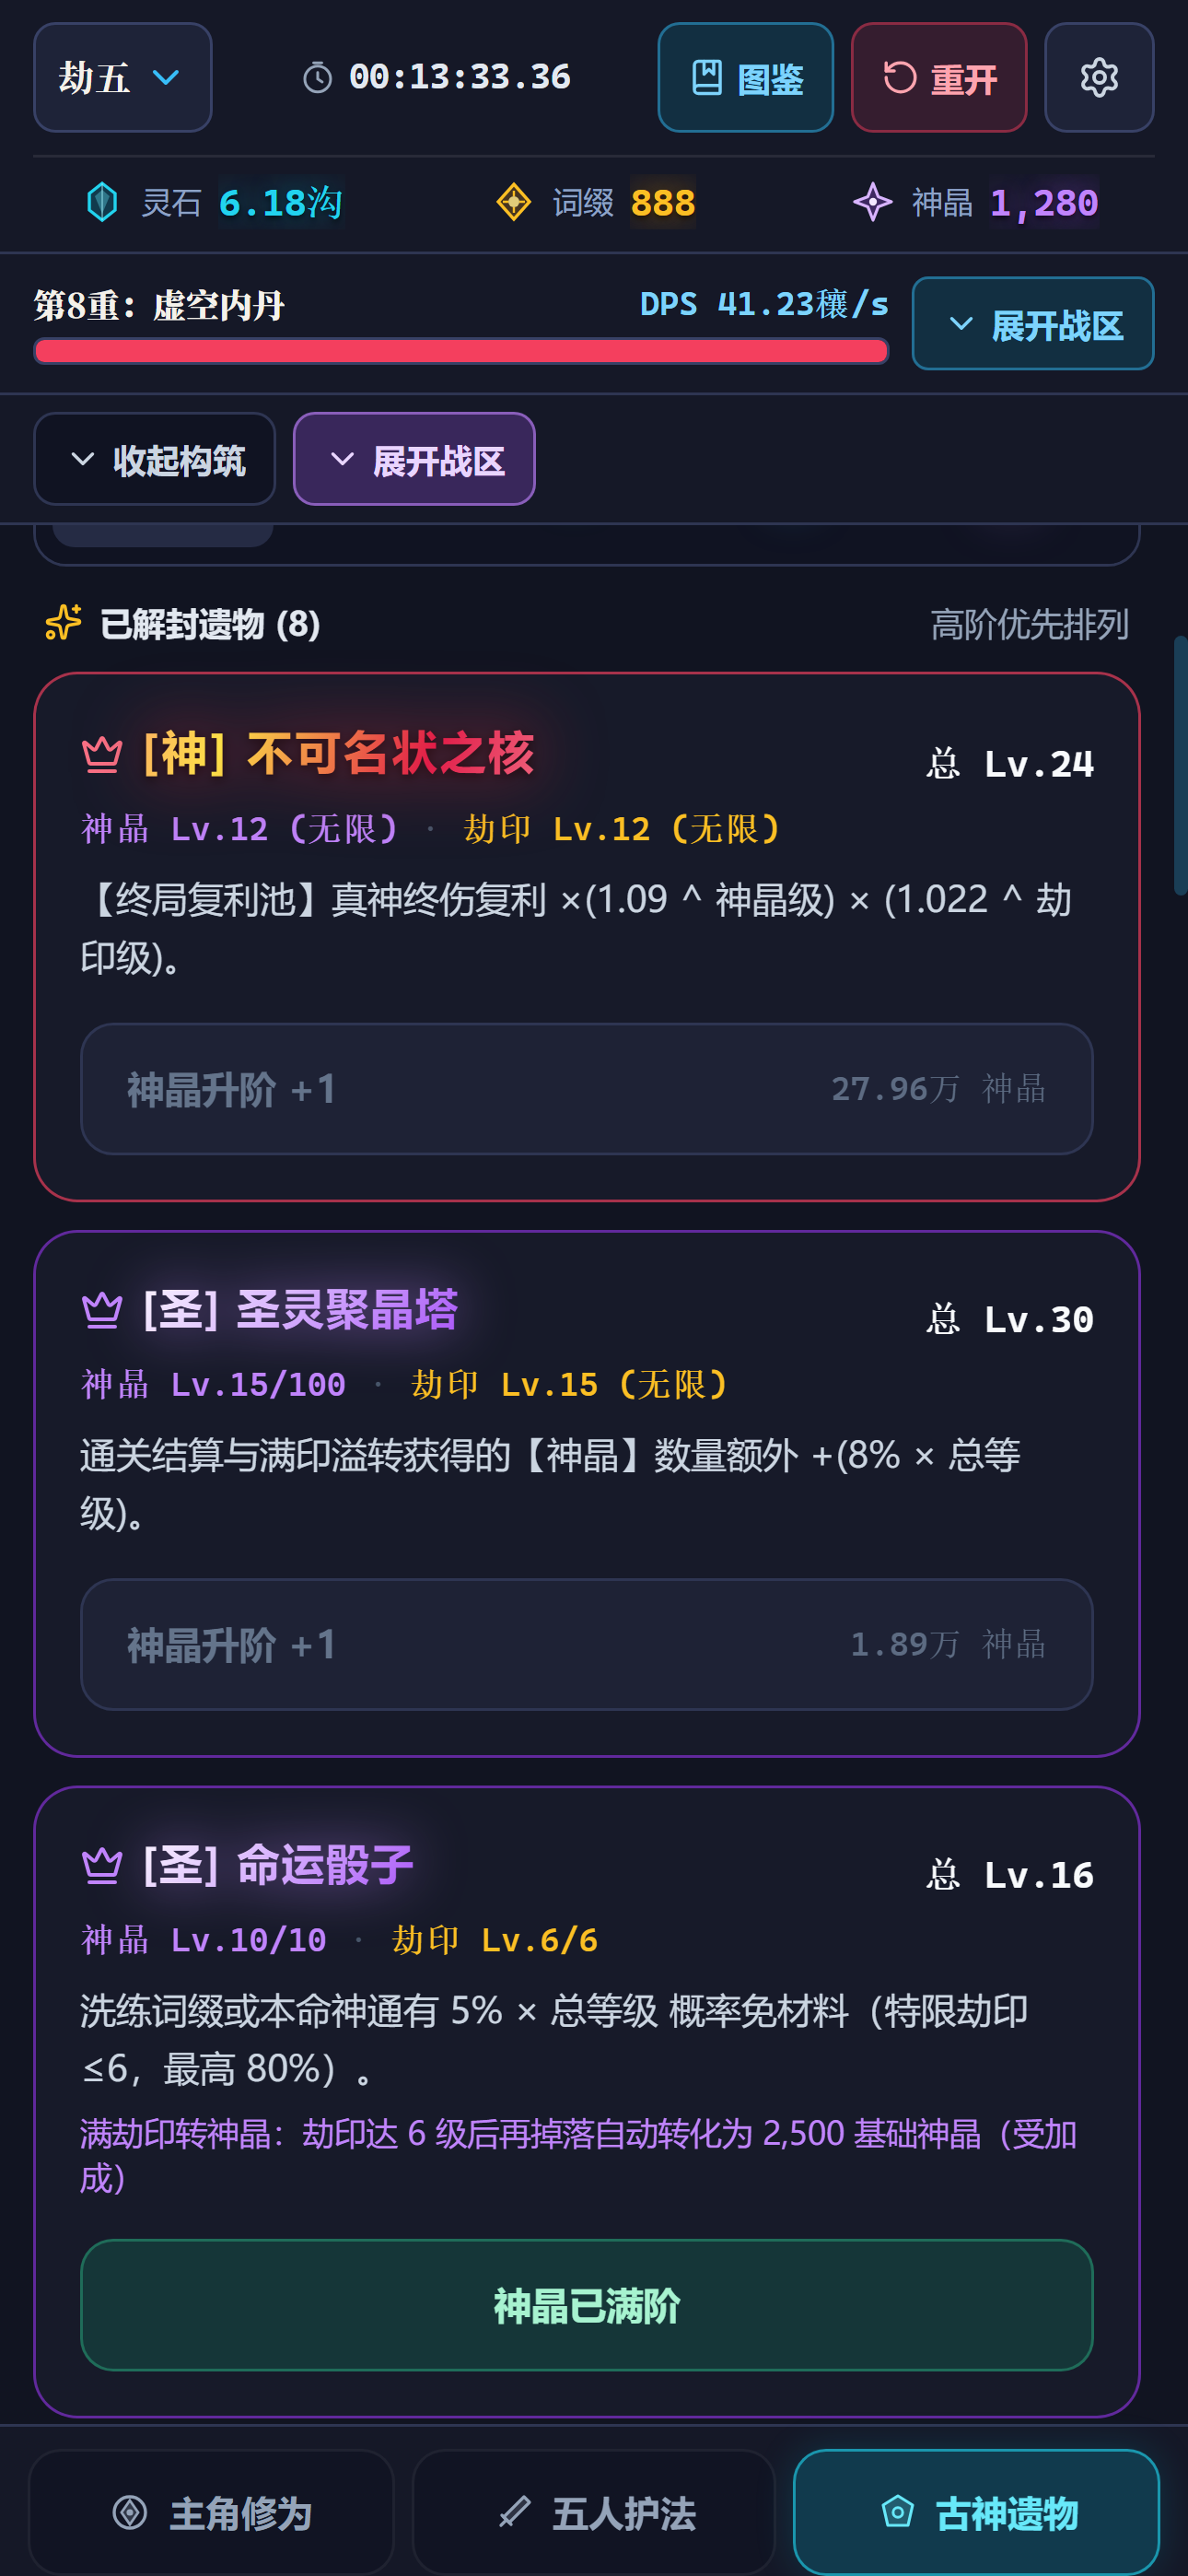 劫五
00:13:33.36
图鉴
重开
灵石 6.18沟
词缀 888
神晶 1,280
第8重：虚空内丹
DPS 41.23穰/s
展开战区
收起构筑
展开战区
已解封遗物 (8)
高阶优先排列
[神] 不可名状之核
总 Lv.24
神晶 Lv.12 (无限) · 劫印 Lv.12 (无限)
【终局复利池】真神终伤复利 ×(1.09 ^ 神晶级) × (1.022 ^ 劫
印级)。
神晶升阶 +1
27.96万 神晶
[圣] 圣灵聚晶塔
总 Lv.30
神晶 Lv.15/100 · 劫印 Lv.15 (无限)
通关结算与满印溢转获得的【神晶】数量额外 +(8% × 总等
级)。
神晶升阶 +1
1.89万 神晶
[圣] 命运骰子
总 Lv.16
神晶 Lv.10/10 · 劫印 Lv.6/6
洗练词缀或本命神通有 5% × 总等级 概率免材料（特限劫印
≤6，最高 80%）。
满劫印转神晶：劫印达 6 级后再掉落自动转化为 2,500 基础神晶（受加
成）
神晶已满阶
主角修为
五人护法
古神遗物